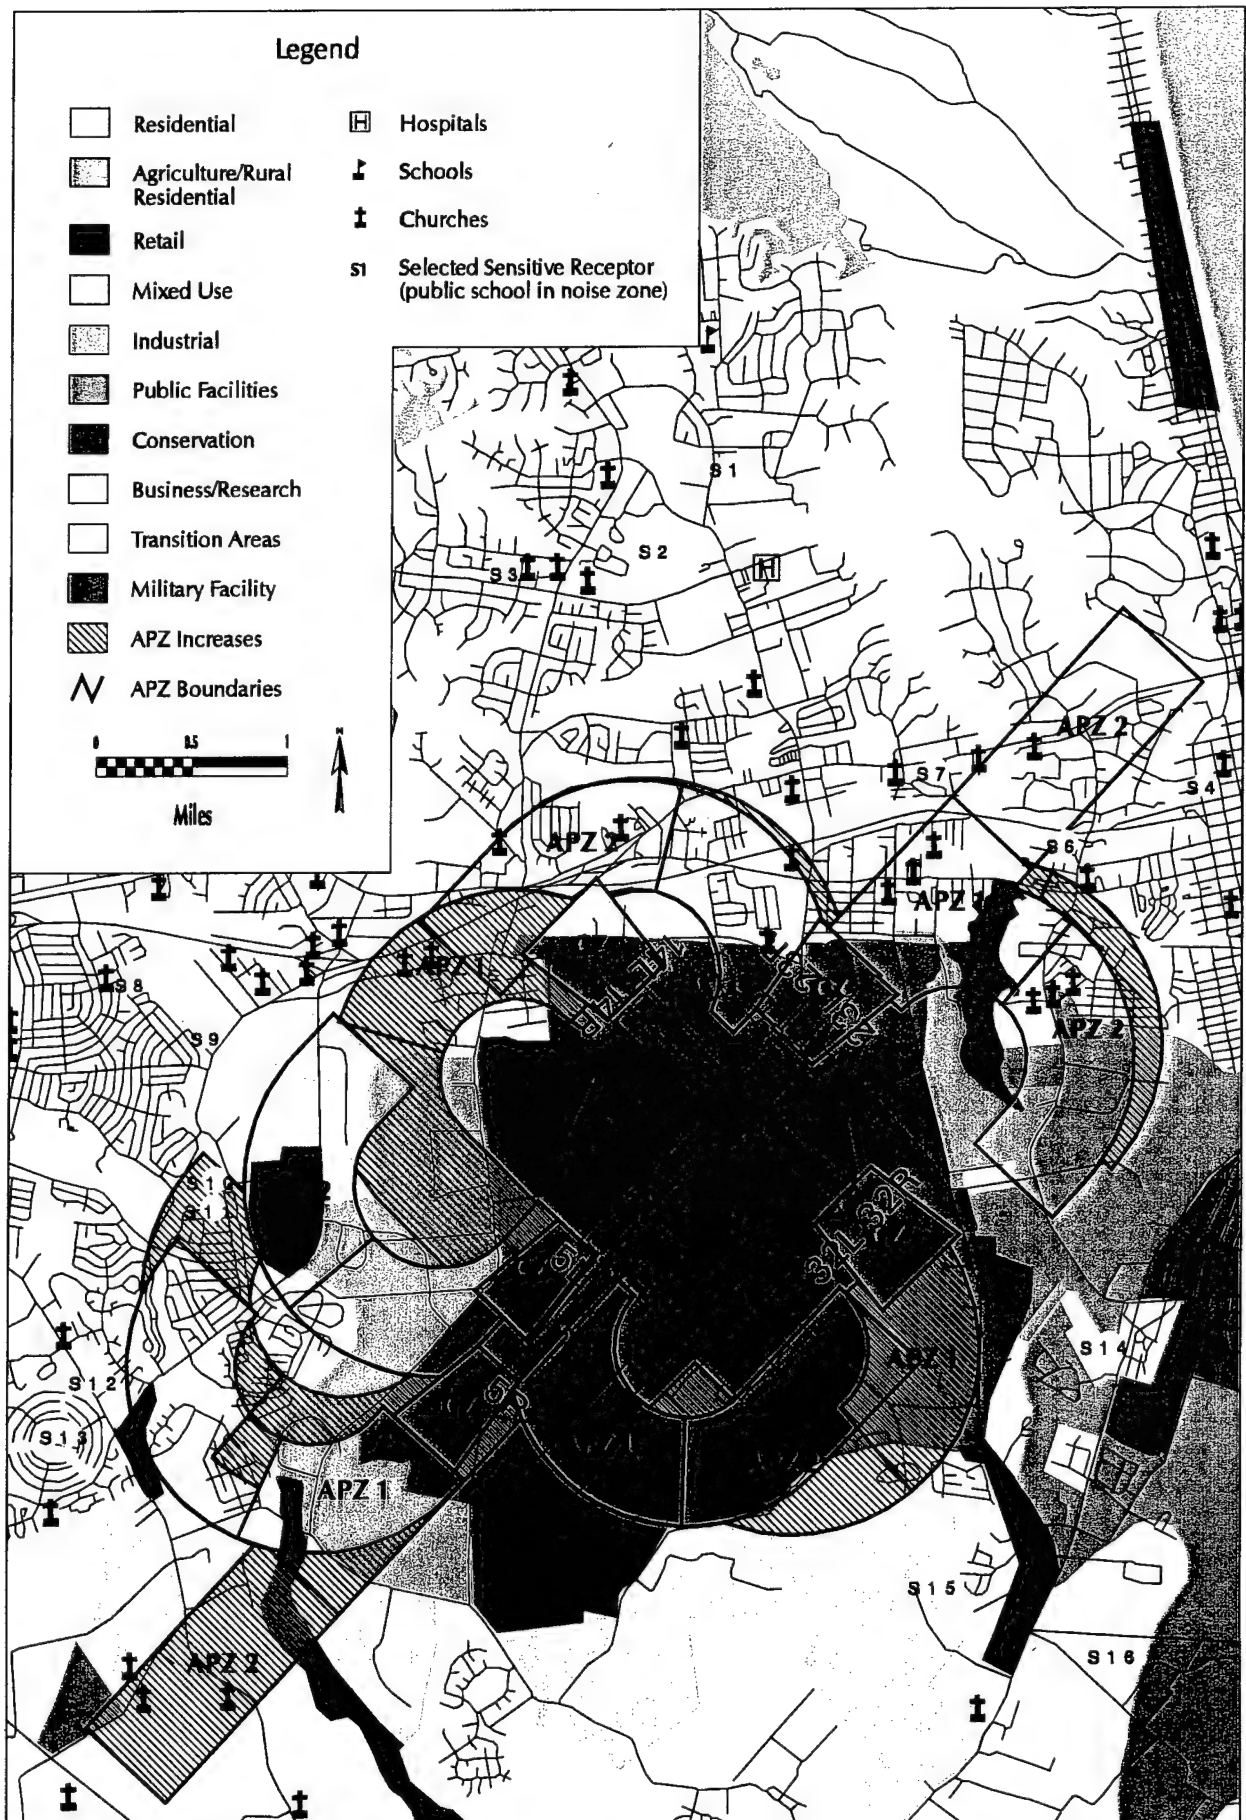 Legend
Residential
Agriculture/Rural
Residential
Retail
Mixed Use
Industrial
Public Facilities
Conservation
Business/Research
Transition Areas
Military Facility
APZ Increases
APZ Boundaries
H Hospitals
Schools
Churches
S1 Selected Sensitive Receptor
(public school in noise zone)
0 0.5 1
Miles
N
S 1
S 2
S 3
H
APZ 2
S 7
S 4
APZ 2
S 6
APZ 1
APZ 1
S 8
S 9
APZ 2
S 1 0
S 1 2
S 1 3
S 1 4
APZ 1
APZ 1
S 1 5
S 1 6
APZ 2